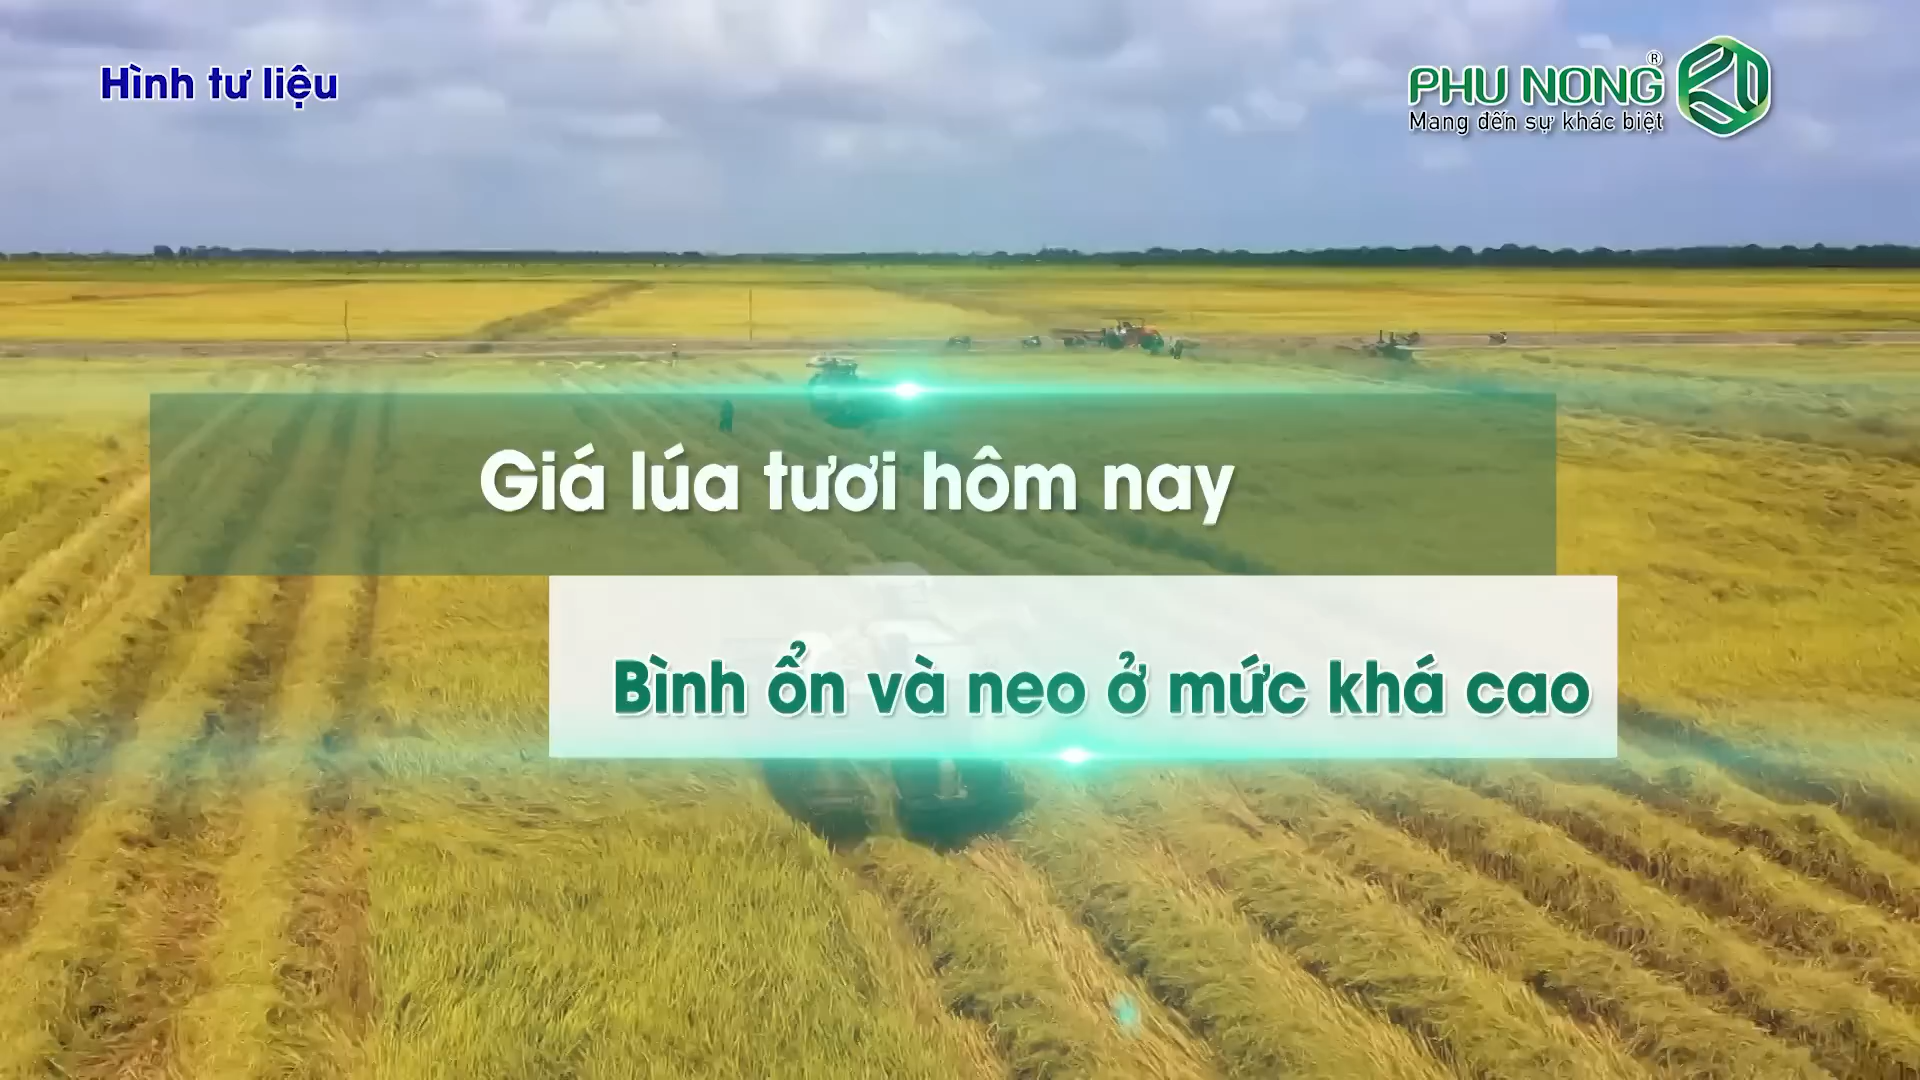 Hình tư liệu
PHU NONG®
Mang đến sự khác biệt
Giá lúa tươi hôm nay
Bình ổn và neo ở mức khá cao